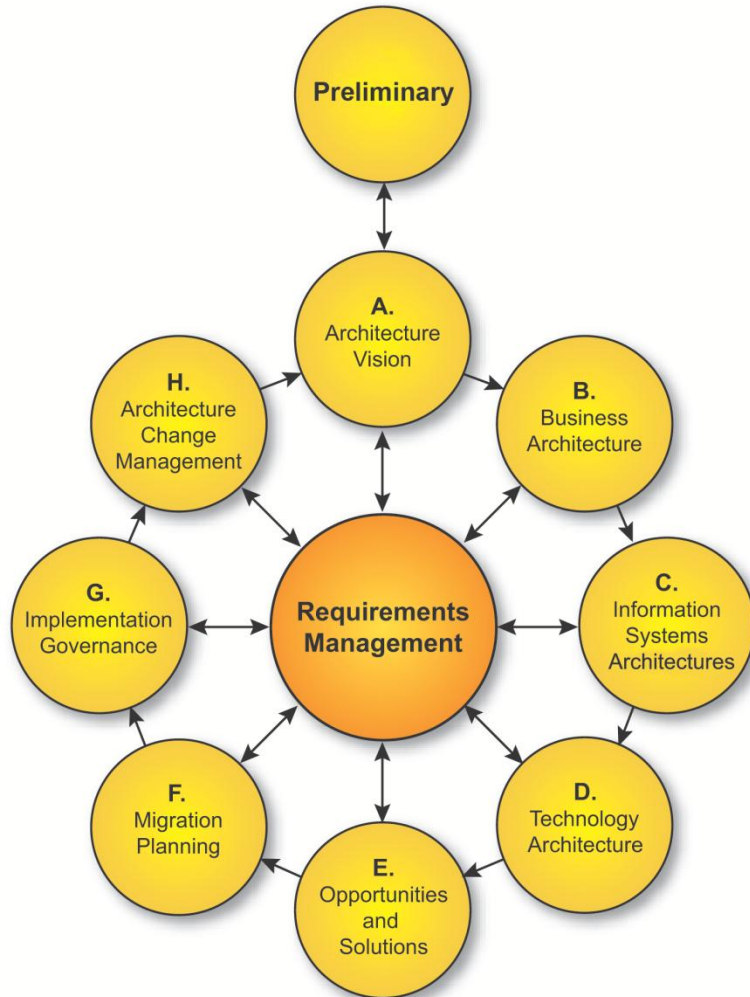 Preliminary
A.
Architecture
Vision
B.
Business
Architecture
C.
Information
Systems
Architectures
D.
Technology
Architecture
E.
Opportunities
and
Solutions
F.
Migration
Planning
G.
Implementation
Governance
H.
Architecture
Change
Management
Requirements
Management